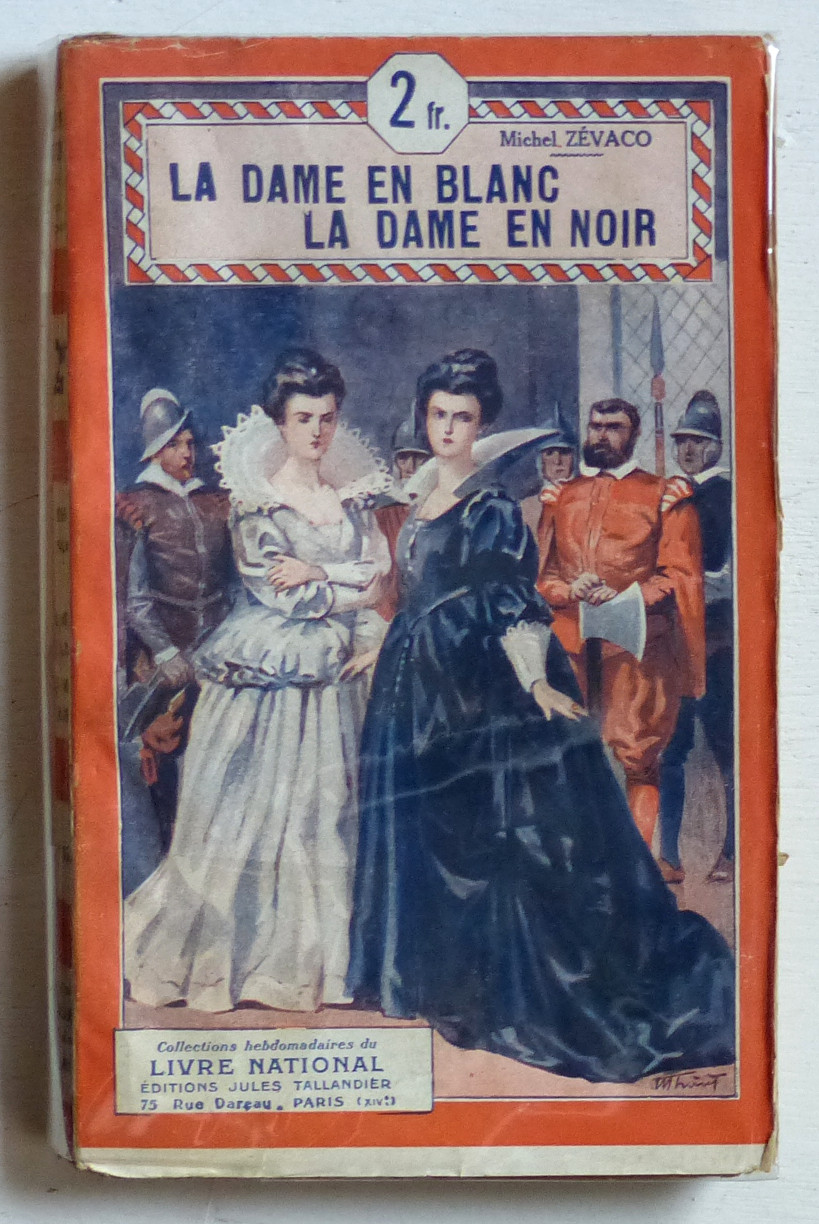 2 fr.
Michel ZÉVACO
LA DAME EN BLANC
LA DAME EN NOIR
Collections hebdomadaires du
LIVRE NATIONAL
ÉDITIONS JULES TALLANDIER
75 Rue Dareau. PARIS (XIVe)